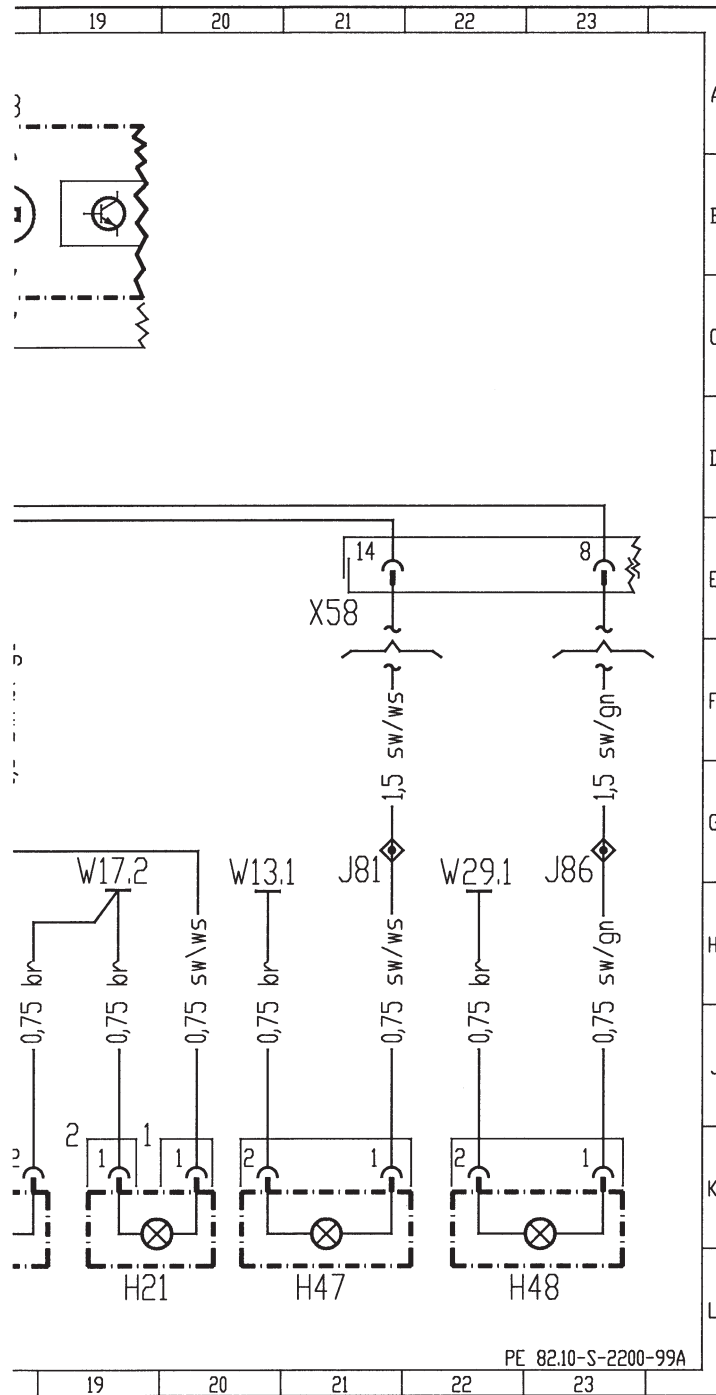 19 20 21 22 23
A
B
C
D
E
F
G
H
J
K
L
14 8
X58
1,5 sw/ws
1,5 sw/gn
W17.2 W13.1 J81 W29.1 J86
0,75 br
0,75 br
0,75 sw\ws
0,75 br
0,75 sw/ws
0,75 br
0,75 sw/gn
2 1
2 1 1 2 1 2 1
H21 H47 H48
PE 82.10-S-2200-99A
19 20 21 22 23